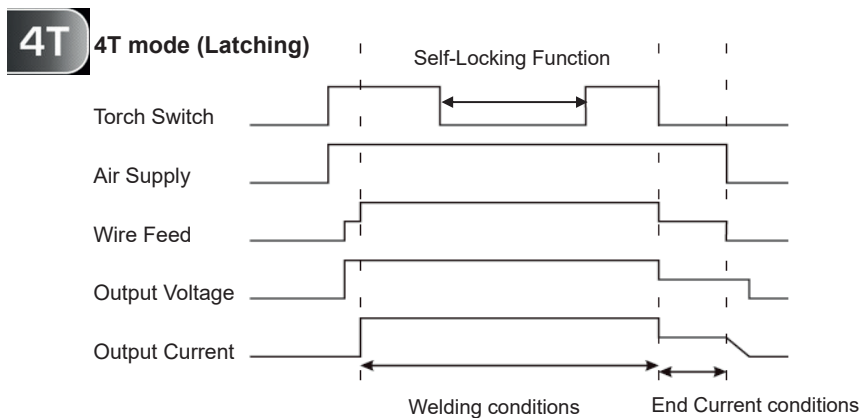 4T
4T mode (Latching)
Self-Locking Function
Torch Switch
Air Supply
Wire Feed
Output Voltage
Output Current
Welding conditions
End Current conditions